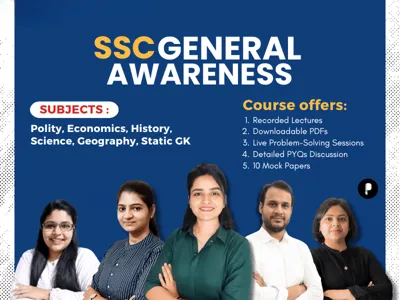 SSC GENERAL
AWARENESS
SUBJECTS :
Polity, Economics, History,
Science, Geography, Static GK
Course offers:
1. Recorded Lectures
2. Downloadable PDFs
3. Live Problem-Solving Sessions
4. Detailed PYQs Discussion
5. 10 Mock Papers
P